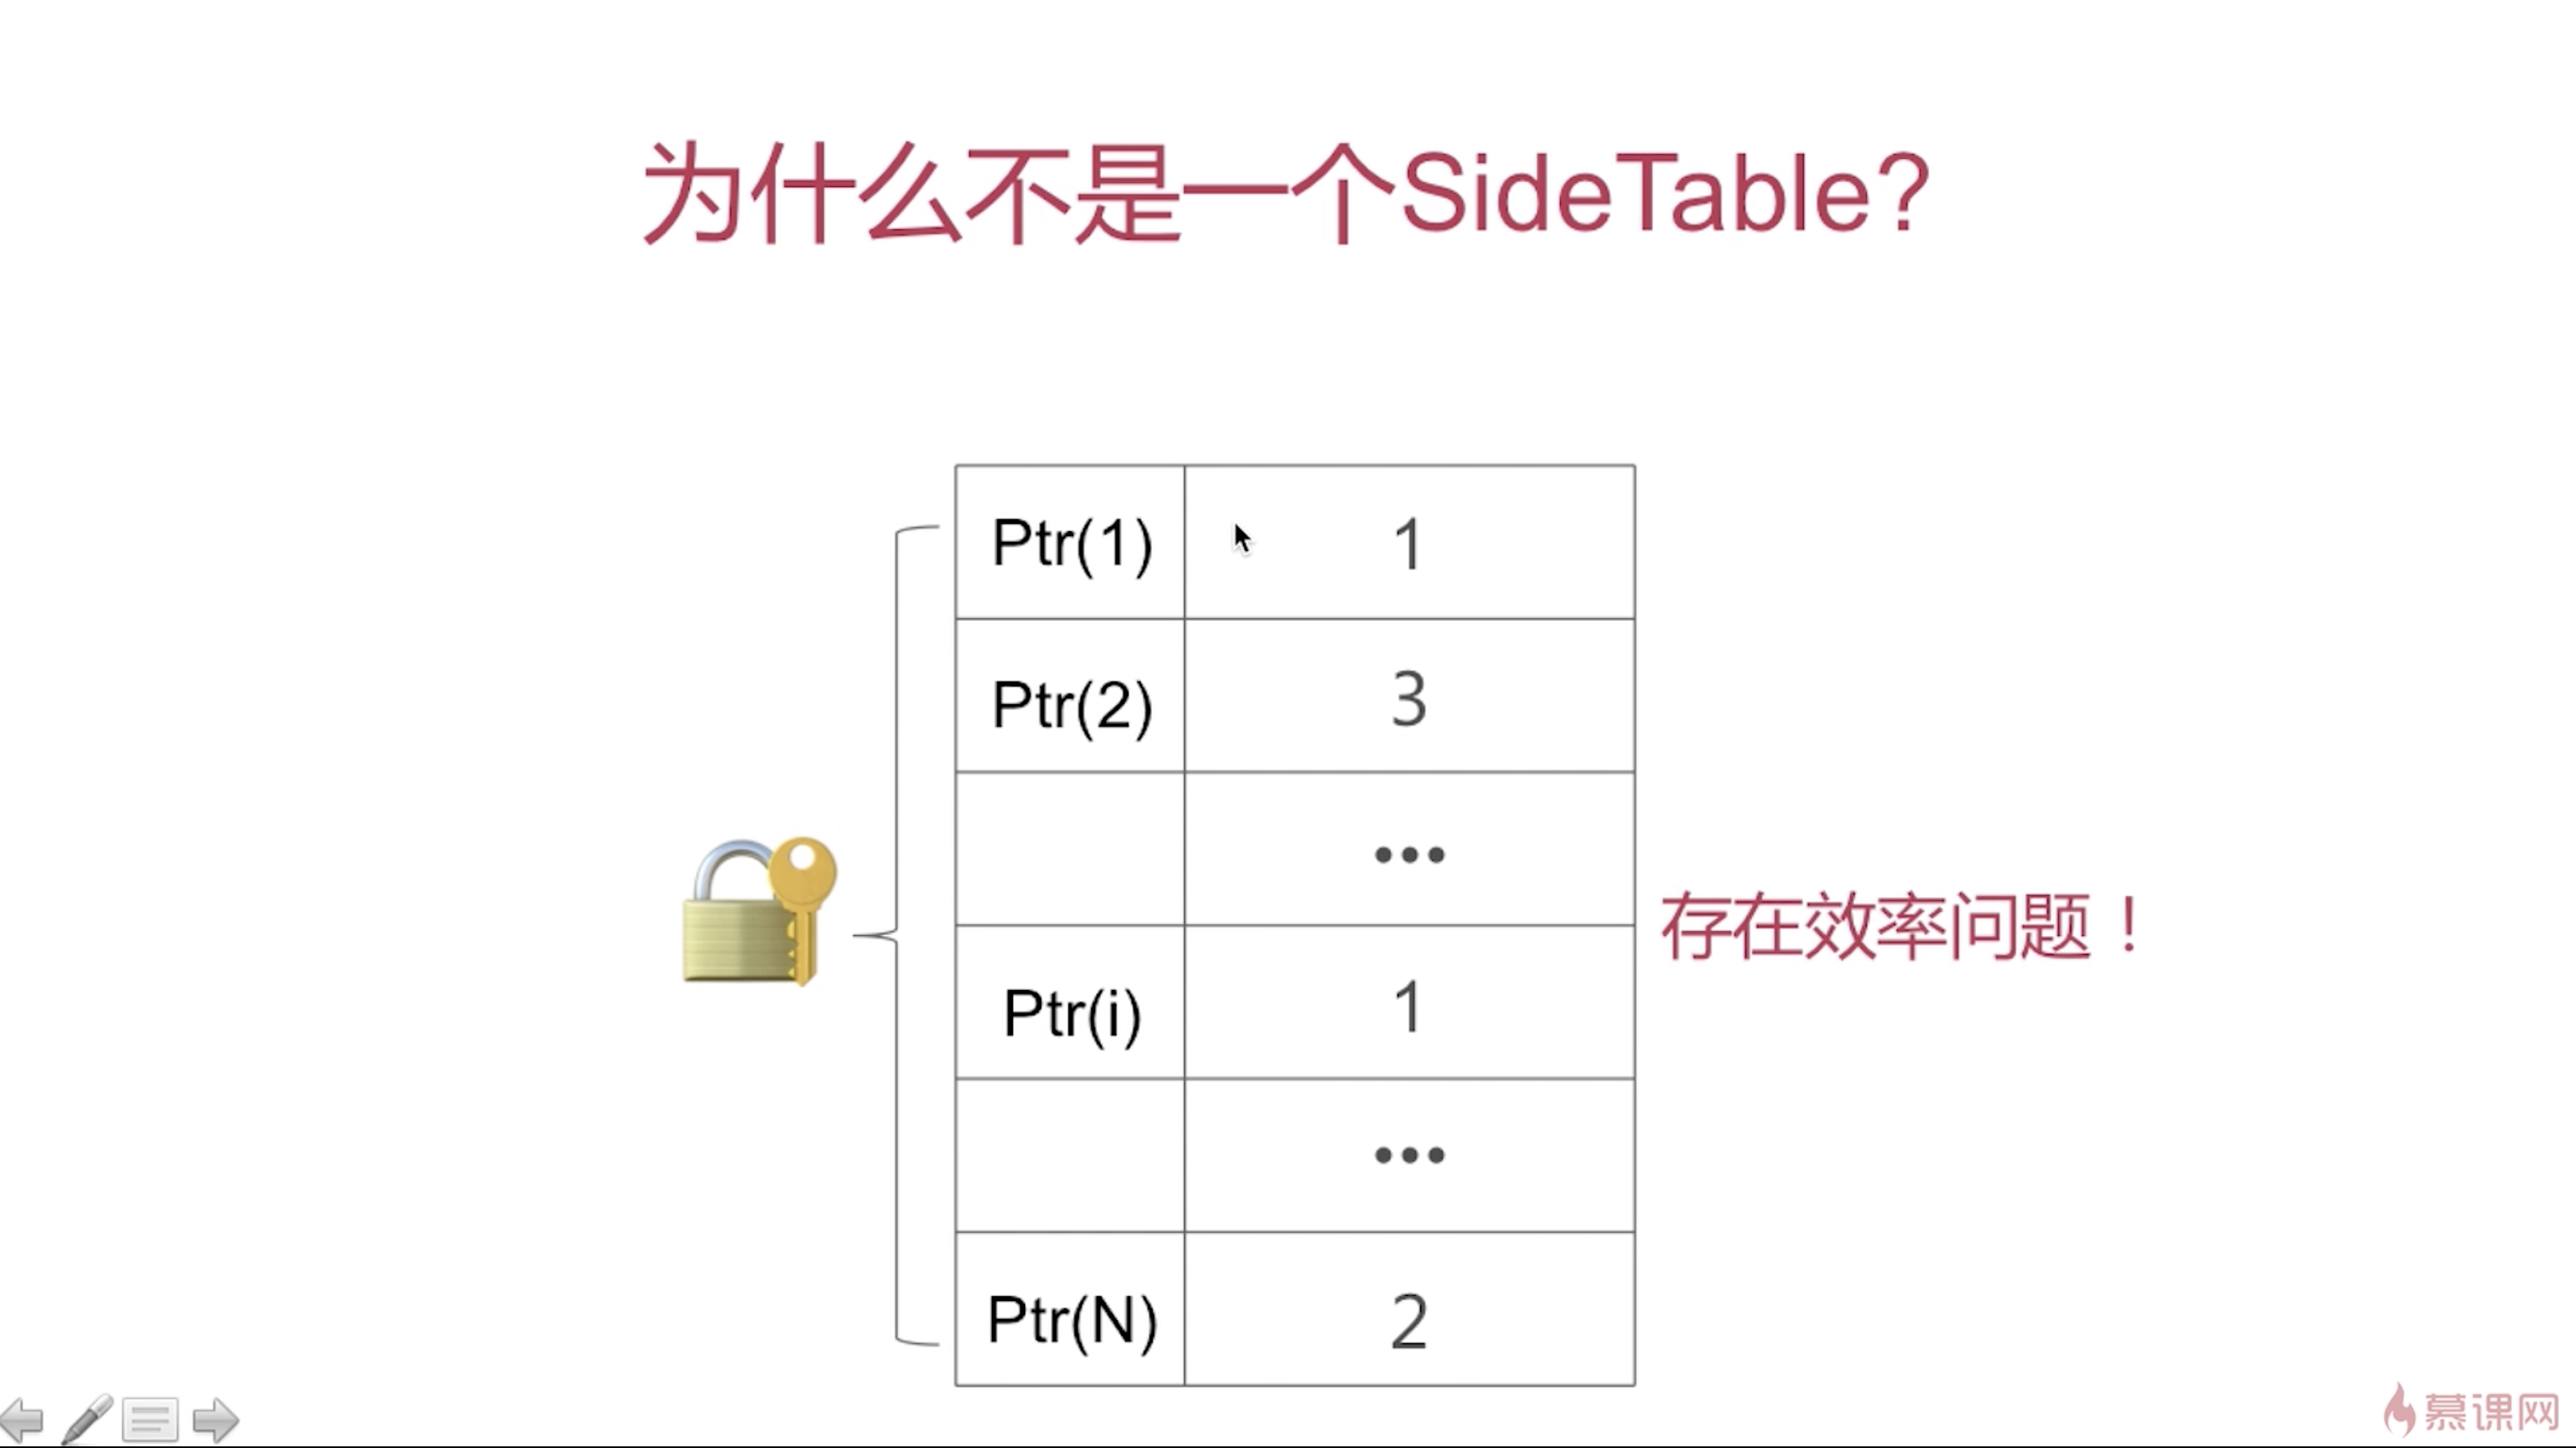 为什么不是一个SideTable?
Ptr(1) 1
Ptr(2) 3
•••
Ptr(i) 1
存在效率问题！
•••
Ptr(N) 2
慕课网